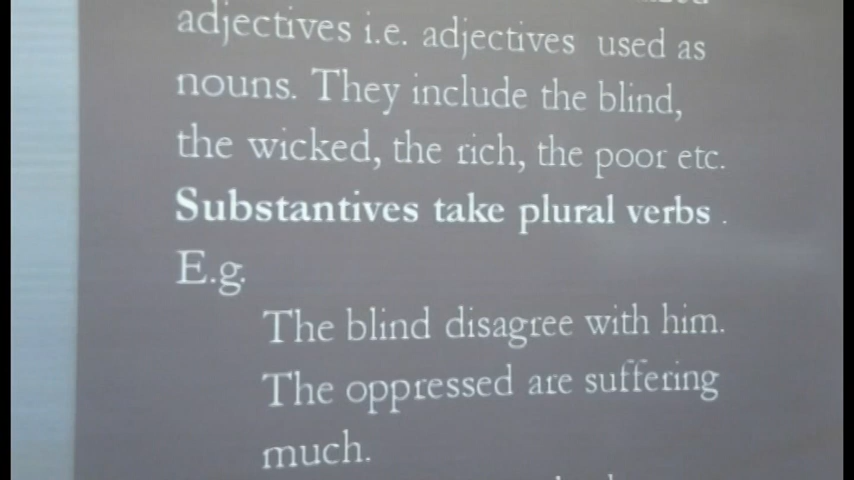 adjectives i.e. adjectives used as
nouns. They include the blind,
the wicked, the rich, the poor etc.
Substantives take plural verbs .
E.g.
The blind disagree with him.
The oppressed are suffering
much.